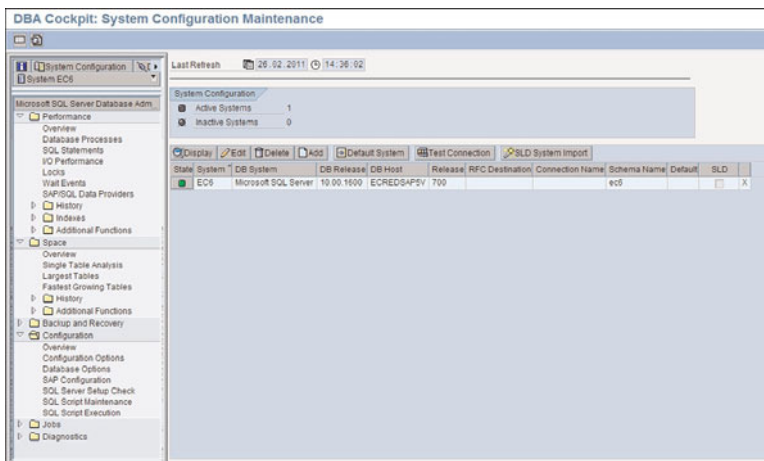 DBA Cockpit: System Configuration Maintenance
System Configuration
System EC6
Last Refresh 26.02.2011 14:36:02
Microsoft SQL Server Database Adm
Performance
Overview
Database Processes
SQL Statements
I/O Performance
Locks
Wait Events
SAP/SQL Data Providers
History
Indexes
Additional Functions
Space
Overview
Single Table Analysis
Largest Tables
Fastest Growing Tables
History
Additional Functions
Backup and Recovery
Configuration
Overview
Configuration Options
Database Options
SAP Configuration
SQL Server Setup Check
SQL Script Maintenance
SQL Script Execution
Jobs
Diagnostics
System Configuration
Active Systems 1
Inactive Systems 0
Display Edit Delete Add Default System Test Connection SLD System Import
State System DB System DB Release DB Host Release RFC Destination Connection Name Schema Name Default SLD
EC6 Microsoft SQL Server 10.00.1600 ECREDSAP5V 700 ec6 X